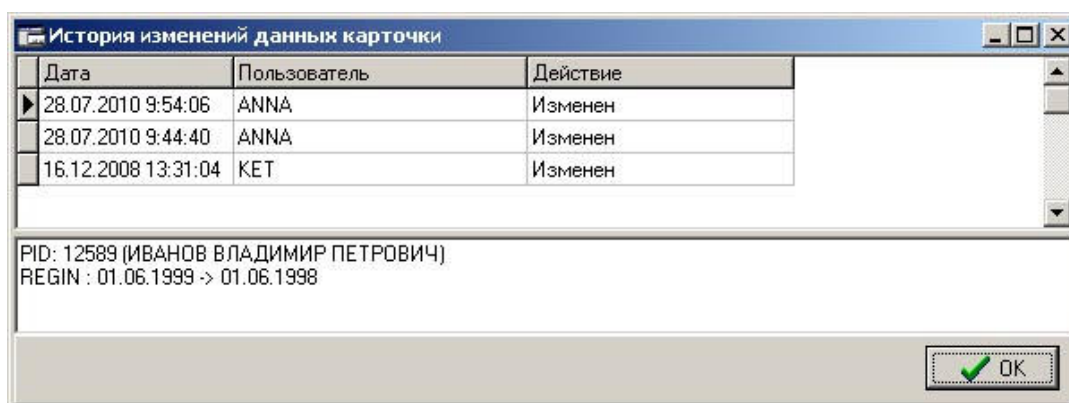 История изменений данных карточки
Дата Пользователь Действие
28.07.2010 9:54:06 ANNA Изменен
28.07.2010 9:44:40 ANNA Изменен
16.12.2008 13:31:04 KET Изменен
PID: 12589 (ИВАНОВ ВЛАДИМИР ПЕТРОВИЧ)
REGIN : 01.06.1999 -> 01.06.1998
OK